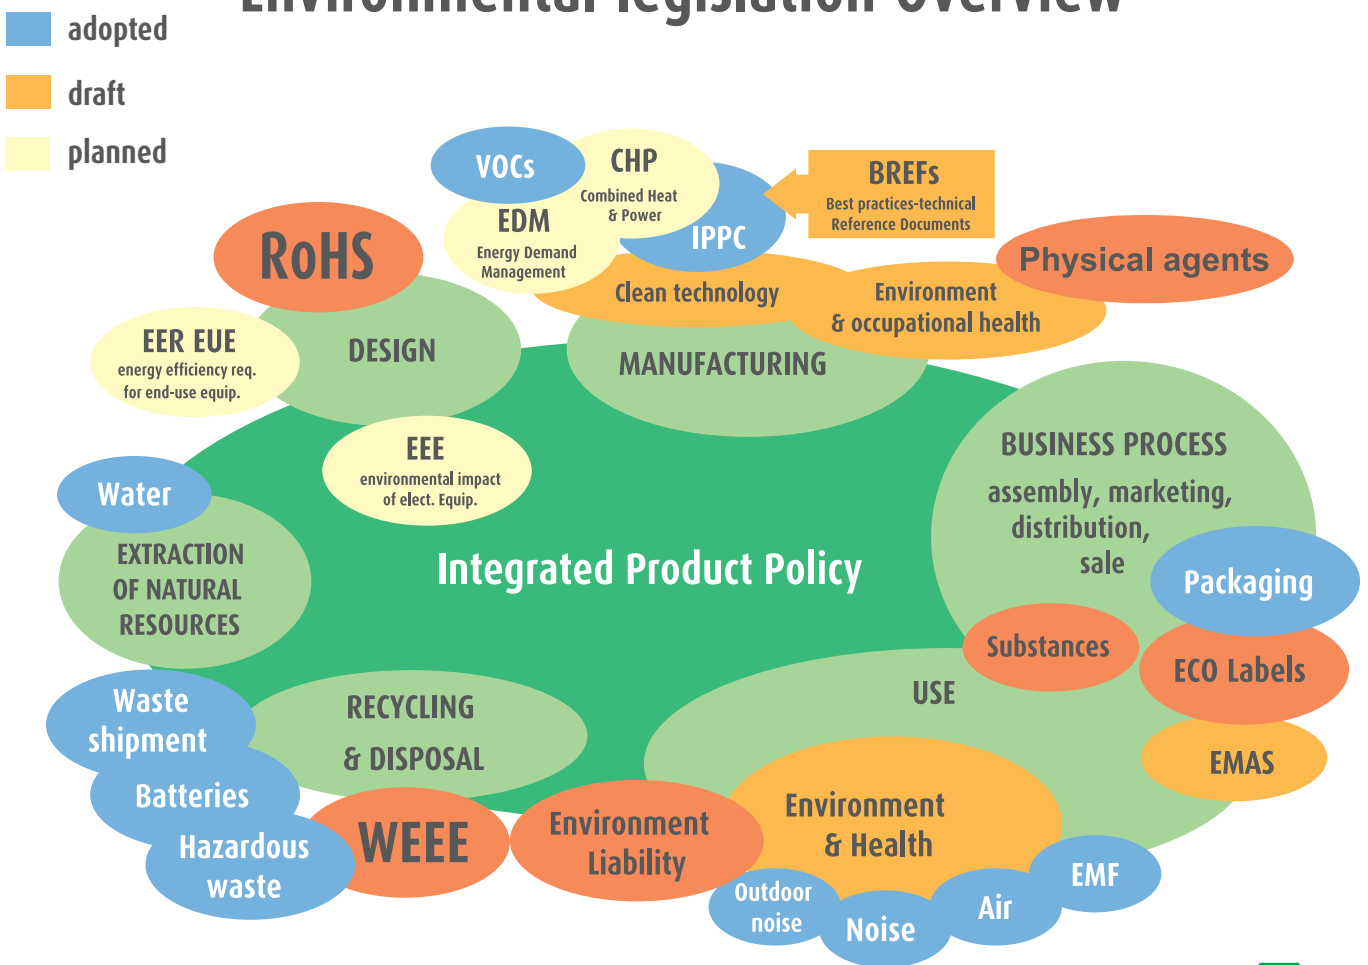 Environmental legislation overview
adopted
draft
planned
VOCs
CHP
Combined Heat
& Power
EDM
Energy Demand
Management
IPPC
BREFs
Best practices-technical
Reference Documents
RoHS
Physical agents
Clean technology
Environment
& occupational health
EER EUE
energy efficiency req.
for end-use equip.
DESIGN
MANUFACTURING
EEE
environmental impact
of elect. Equip.
BUSINESS PROCESS
assembly, marketing,
distribution,
sale
Water
EXTRACTION
OF NATURAL
RESOURCES
Integrated Product Policy
Packaging
Substances
ECO Labels
USE
EMAS
Waste
shipment
RECYCLING
& DISPOSAL
Batteries
Hazardous
waste
WEEE
Environment
Liability
Environment
& Health
Outdoor
noise
Noise
Air
EMF